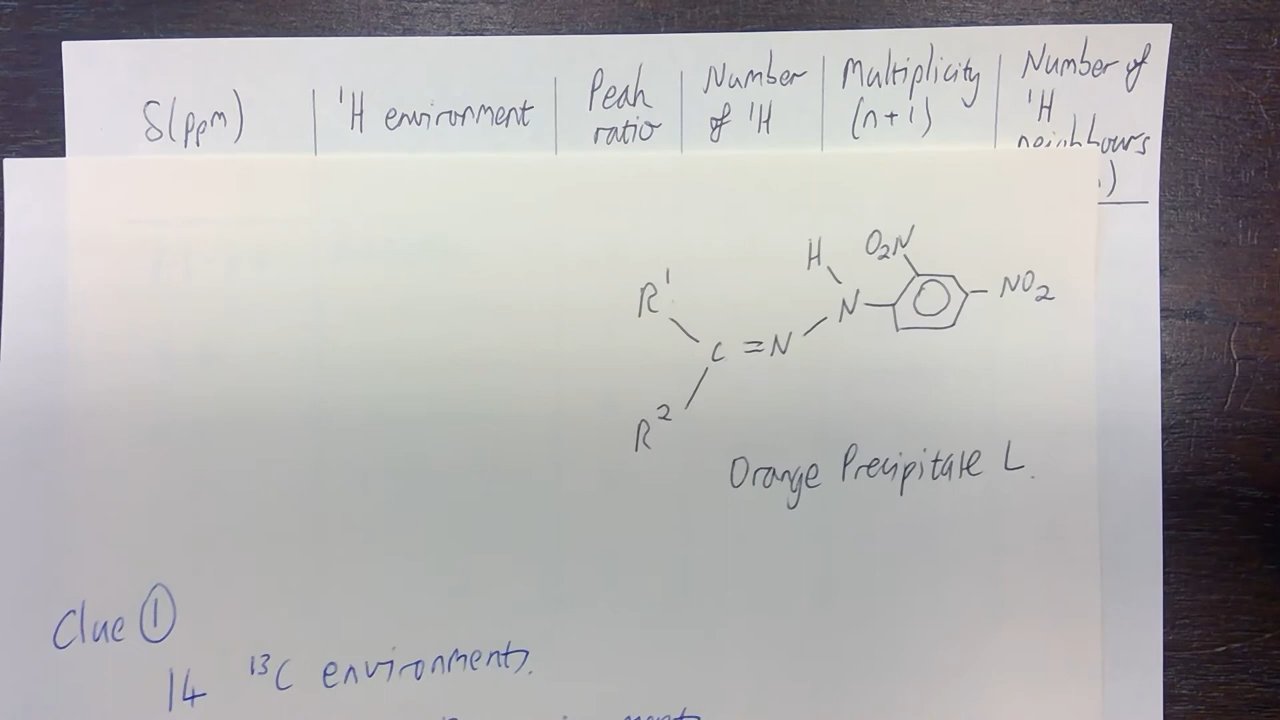 δ(ppm) | ¹H environment | Peak ratio | Number of ¹H | Multiplicity (n+1) | Number of ¹H neighbours
)
H O₂N
R¹ N NO₂
C =N
R²
Orange Precipitate L.
Clue ①
14 ¹³C environments.